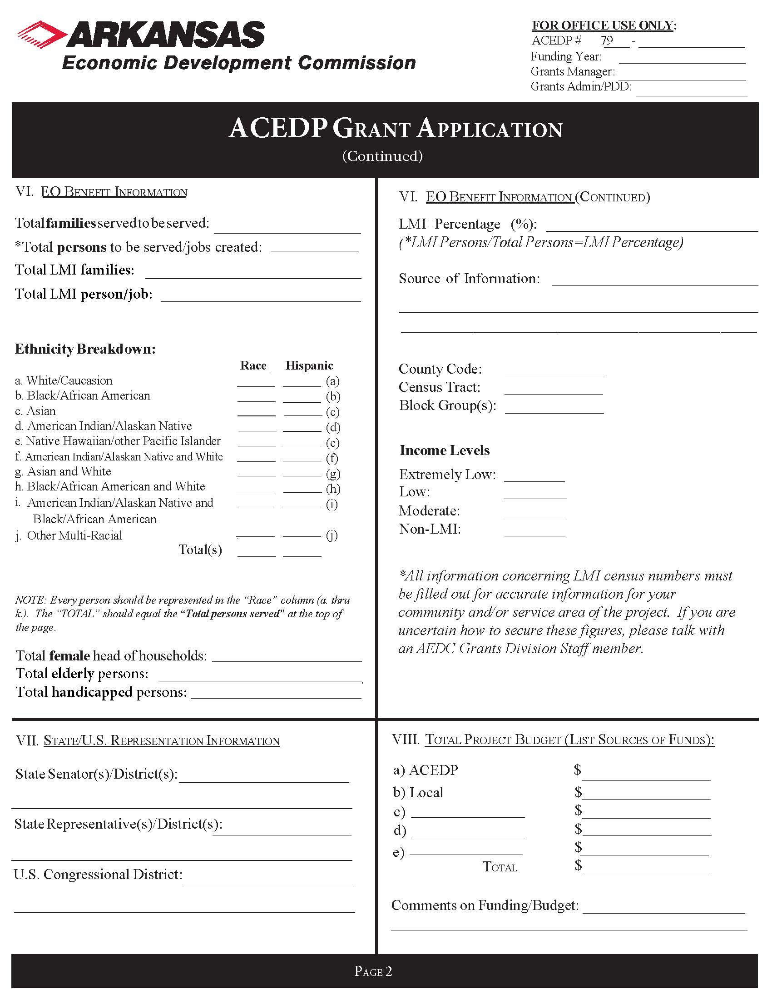 ARKANSAS
Economic Development Commission
FOR OFFICE USE ONLY:
ACEDP # 79 -
Funding Year:
Grants Manager:
Grants Admin/PDD:
ACEDP GRANT APPLICATION
(Continued)
VI. EO BENEFIT INFORMATION
Total families served to be served:
*Total persons to be served/jobs created:
Total LMI families:
Total LMI person/job:
Ethnicity Breakdown:
Race Hispanic
a. White/Caucasion (a)
b. Black/African American (b)
c. Asian (c)
d. American Indian/Alaskan Native (d)
e. Native Hawaiian/other Pacific Islander (e)
f. American Indian/Alaskan Native and White (f)
g. Asian and White (g)
h. Black/African American and White (h)
i. American Indian/Alaskan Native and (i)
Black/African American
j. Other Multi-Racial (j)
Total(s)
NOTE: Every person should be represented in the “Race” column (a. thru
k.). The “TOTAL” should equal the “Total persons served” at the top of
the page.
Total female head of households:
Total elderly persons:
Total handicapped persons:
VI. EO BENEFIT INFORMATION (CONTINUED)
LMI Percentage (%):
(*LMI Persons/Total Persons=LMI Percentage)
Source of Information:
County Code:
Census Tract:
Block Group(s):
Income Levels
Extremely Low:
Low:
Moderate:
Non-LMI:
*All information concerning LMI census numbers must
be filled out for accurate information for your
community and/or service area of the project. If you are
uncertain how to secure these figures, please talk with
an AEDC Grants Division Staff member.
VII. STATE/U.S. REPRESENTATION INFORMATION
State Senator(s)/District(s):
State Representative(s)/District(s):
U.S. Congressional District:
VIII. TOTAL PROJECT BUDGET (LIST SOURCES OF FUNDS):
a) ACEDP $
b) Local $
c) $
d) $
e) $
TOTAL $
Comments on Funding/Budget:
PAGE 2